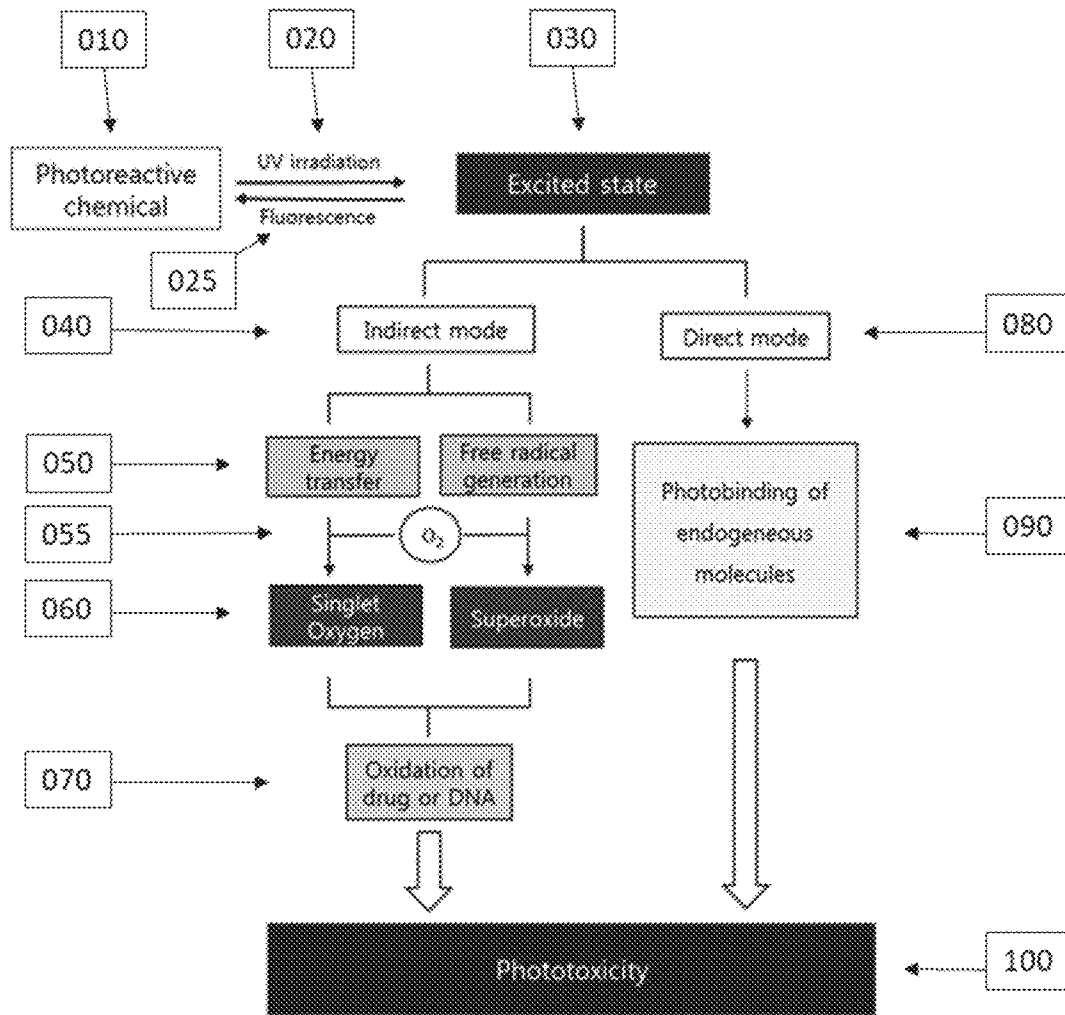 010
020
030
UV irradiation
Photoreactive
chemical
Excited state
Fluorescence
025
040
Indirect mode
Direct mode
080
050
Energy
transfer
Free radical
generation
Photobinding of
endogeneous
molecules
055
O2
090
060
Singlet
Oxygen
Superoxide
070
Oxidation of
drug or DNA
Phototoxicity
100